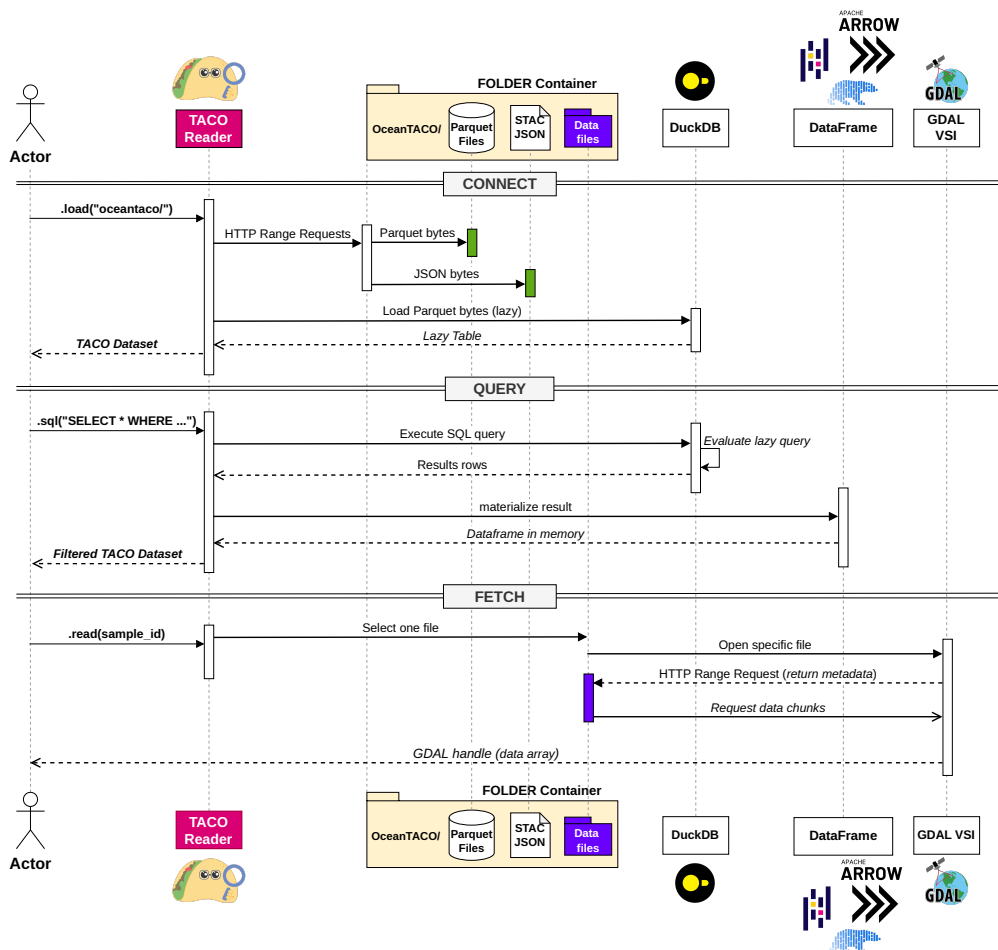 APACHE
ARROW
FOLDER Container
TACO
Reader
OceanTACO/
Parquet
Files
STAC
JSON
Data
files
DuckDB
DataFrame
GDAL
GDAL
VSI
Actor
CONNECT
.load("oceantaco/")
HTTP Range Requests
Parquet bytes
JSON bytes
Load Parquet bytes (lazy)
Lazy Table
TACO Dataset
QUERY
.sql("SELECT * WHERE ...")
Execute SQL query
Evaluate lazy query
Results rows
materialize result
Dataframe in memory
Filtered TACO Dataset
FETCH
.read(sample_id)
Select one file
Open specific file
HTTP Range Request (return metadata)
Request data chunks
GDAL handle (data array)
FOLDER Container
TACO
Reader
OceanTACO/
Parquet
Files
STAC
JSON
Data
files
DuckDB
DataFrame
GDAL VSI
Actor
APACHE
ARROW
GDAL